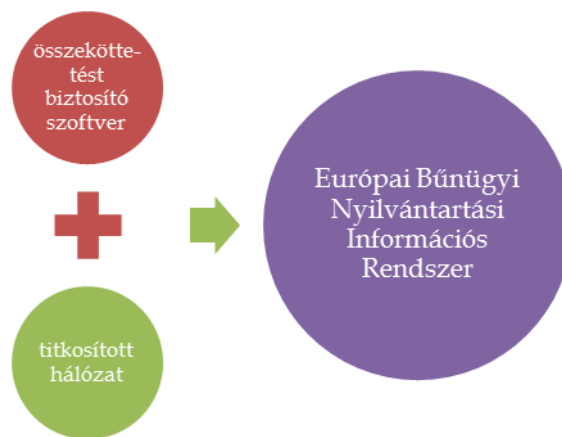 összekötte-
tést
biztosító
szoftver
titkosított
hálózat
Európai Bűnügyi
Nyilvántartási
Információs
Rendszer